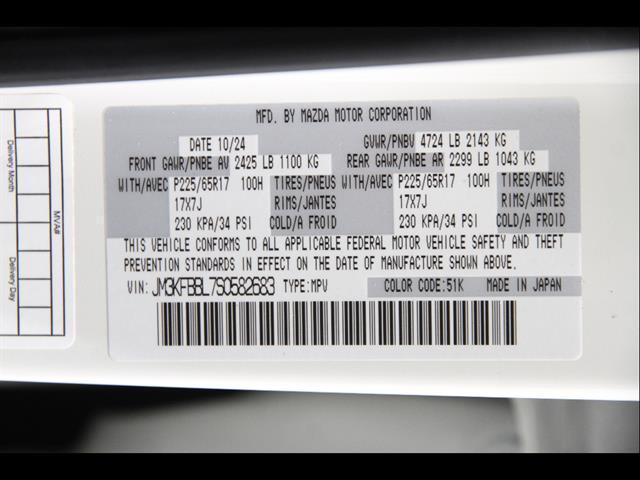 MFD. BY MAZDA MOTOR CORPORATION
DATE 10/24 GVWR/PNBV 4724 LB 2143 KG
FRONT GAWR/PNBE AV 2425 LB 1100 KG REAR GAWR/PNBE AR 2299 LB 1043 KG
WITH/AVEC P225/65R17 100H TIRES/PNEUS WITH/AVEC P225/65R17 100H TIRES/PNEUS
17X7J RIMS/JANTES 17X7J RIMS/JANTES
230 KPA/34 PSI COLD/A FROID 230 KPA/34 PSI COLD/A FROID
THIS VEHICLE CONFORMS TO ALL APPLICABLE FEDERAL MOTOR VEHICLE SAFETY AND THEFT
PREVENTION STANDARDS IN EFFECT ON THE DATE OF MANUFACTURE SHOWN ABOVE.
VIN: JM3KFBBL7S0582683 TYPE:MPV COLOR CODE:51K MADE IN JAPAN
Delivery Month
Delivery Day
MVA#